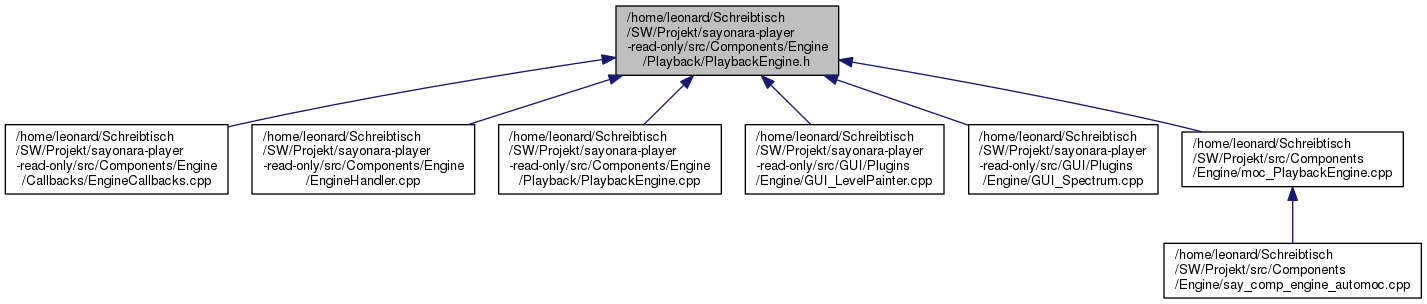 /home/leonard/Schreibtisch
/SW/Projekt/sayonara-player
-read-only/src/Components/Engine
/Playback/PlaybackEngine.h
/home/leonard/Schreibtisch
/SW/Projekt/sayonara-player
-read-only/src/Components/Engine
/Callbacks/EngineCallbacks.cpp
/home/leonard/Schreibtisch
/SW/Projekt/sayonara-player
-read-only/src/Components/Engine
/EngineHandler.cpp
/home/leonard/Schreibtisch
/SW/Projekt/sayonara-player
-read-only/src/Components/Engine
/Playback/PlaybackEngine.cpp
/home/leonard/Schreibtisch
/SW/Projekt/sayonara-player
-read-only/src/GUI/Plugins
/Engine/GUI_LevelPainter.cpp
/home/leonard/Schreibtisch
/SW/Projekt/sayonara-player
-read-only/src/GUI/Plugins
/Engine/GUI_Spectrum.cpp
/home/leonard/Schreibtisch
/SW/Projekt/src/Components
/Engine/moc_PlaybackEngine.cpp
/home/leonard/Schreibtisch
/SW/Projekt/src/Components
/Engine/say_comp_engine_automoc.cpp